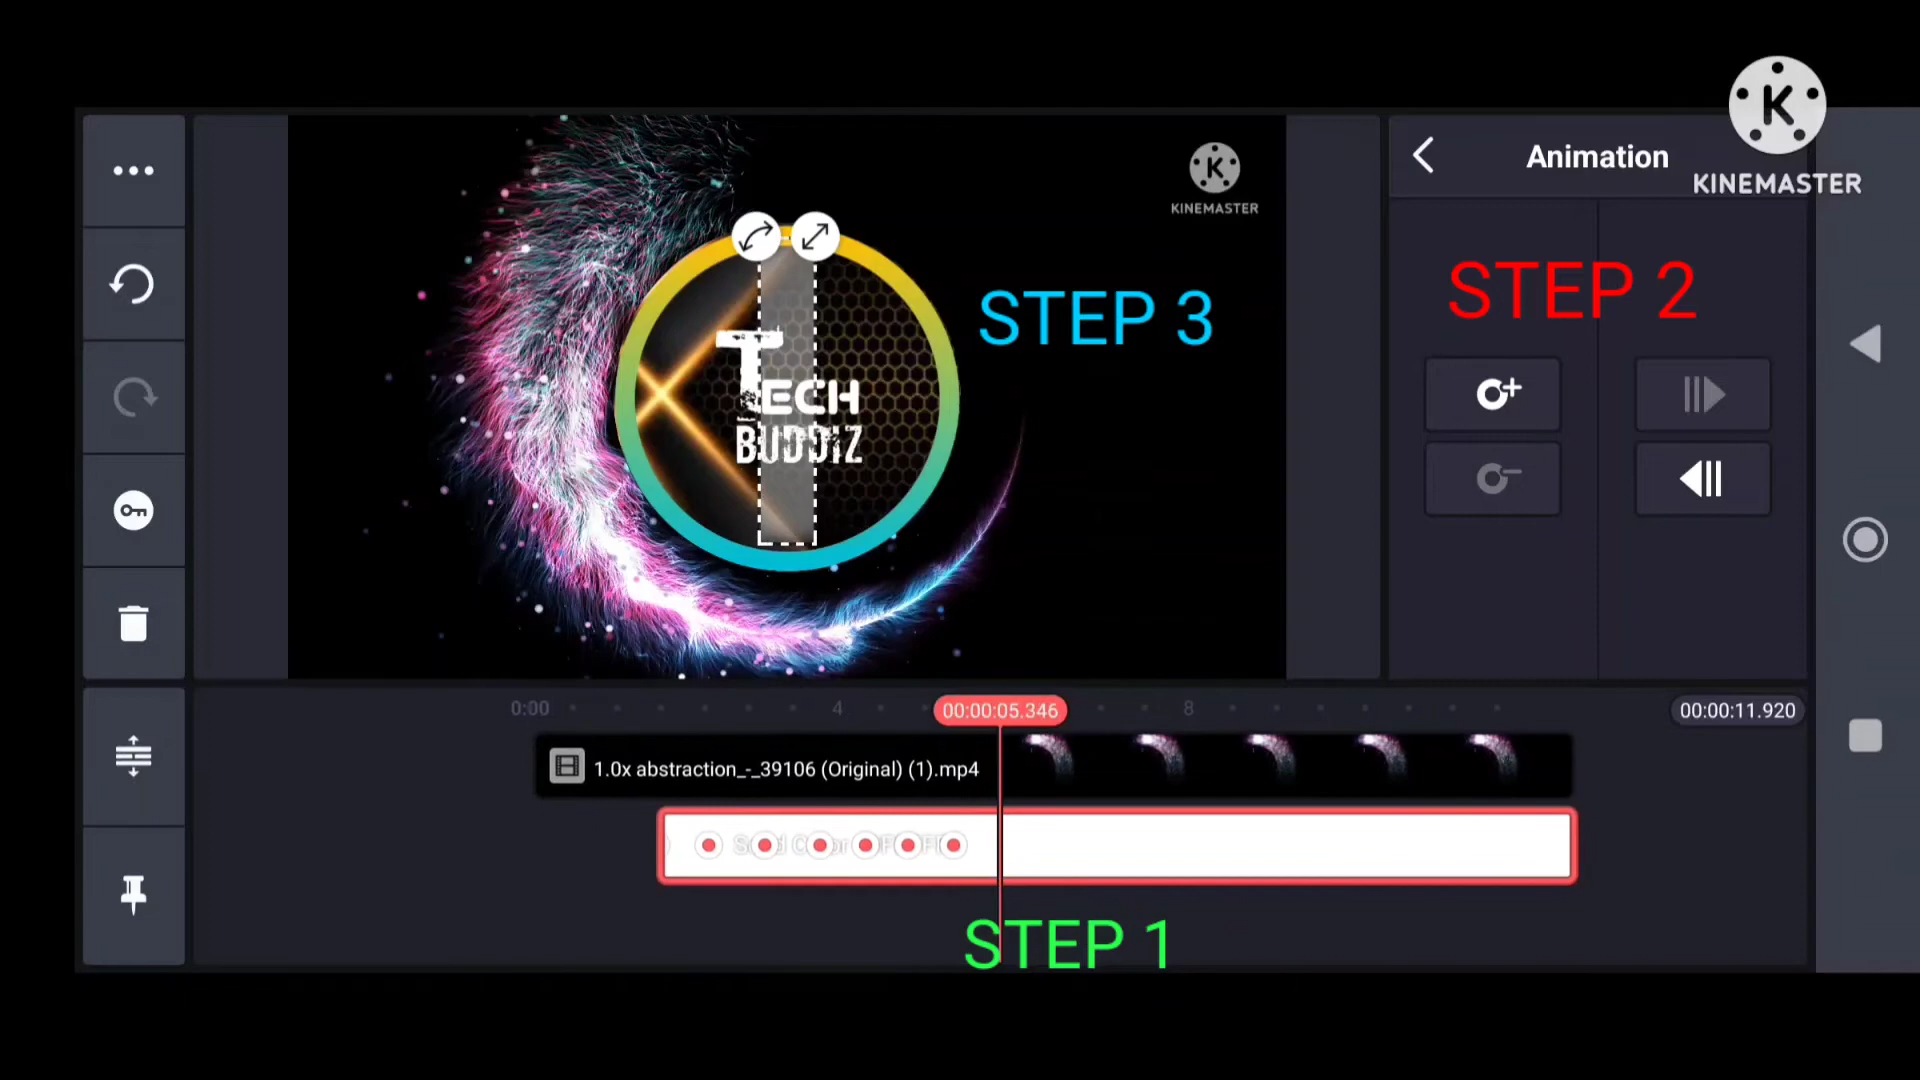 KINEMASTER
Animation
KINEMASTER
STEP 2
STEP 3
TECH
BUDDIZ
0:00
4
00:00:05.346
8
00:00:11.920
1.0x abstraction_-_39106 (Original) (1).mp4
STEP 1